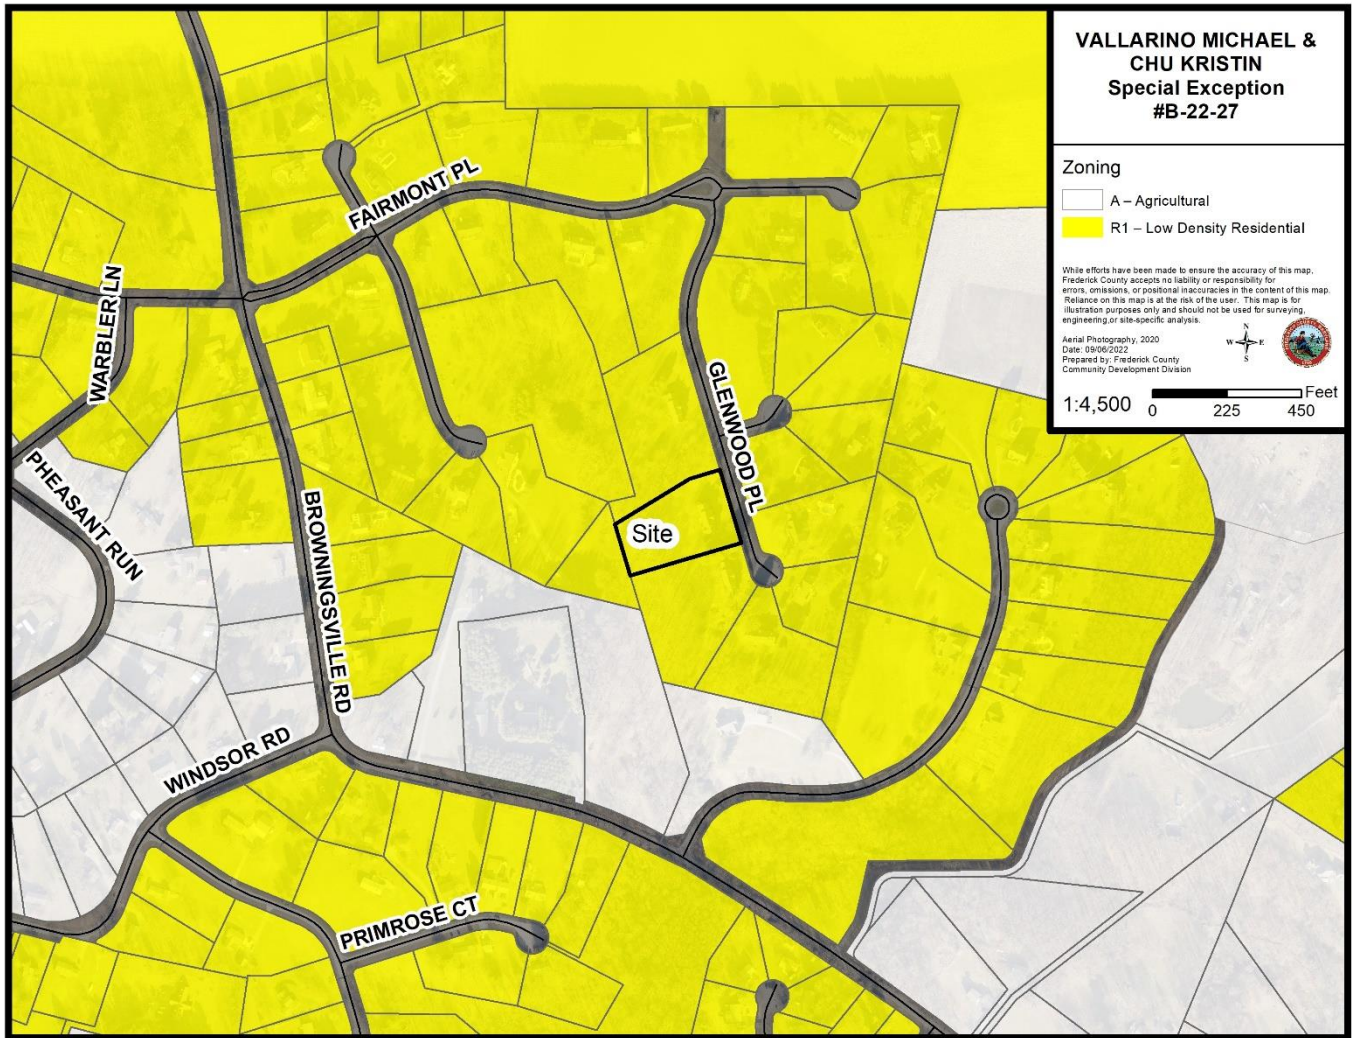 VALLARINO MICHAEL &
CHU KRISTIN
Special Exception
#B-22-27
Zoning
A – Agricultural
R1 – Low Density Residential
While efforts have been made to ensure the accuracy of this map,
Frederick County accepts no liability or responsibility for
errors, omissions, or positional inaccuracies in the content of this map.
Reliance on this map is at the risk of the user. This map is for
illustration purposes only and should not be used for surveying,
engineering,or site-specific analysis.
Aerial Photography, 2020
Date: 09/06/2022
Prepared by: Frederick County
Community Development Division
N
W E
S
1:4,500
Feet
0 225 450
FAIRMONT PL
WARBLER LN
GLENWOOD PL
PHEASANT RUN
BROWNINGSVILLE RD
Site
WINDSOR RD
PRIMROSE CT